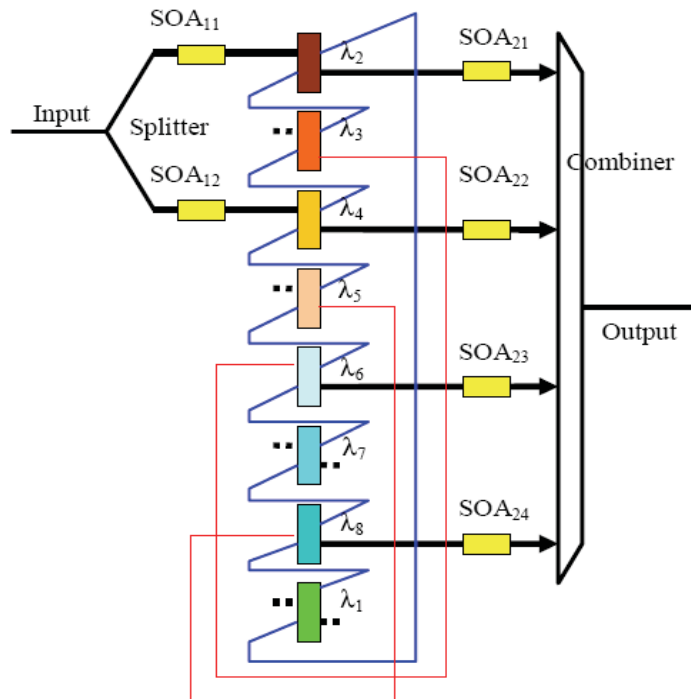 SOA₁₁
λ₂
SOA₂₁
Input
Splitter
λ₃
Combiner
SOA₁₂
SOA₂₂
λ₄
λ₅
Output
SOA₂₃
λ₆
λ₇
SOA₂₄
λ₈
λ₁